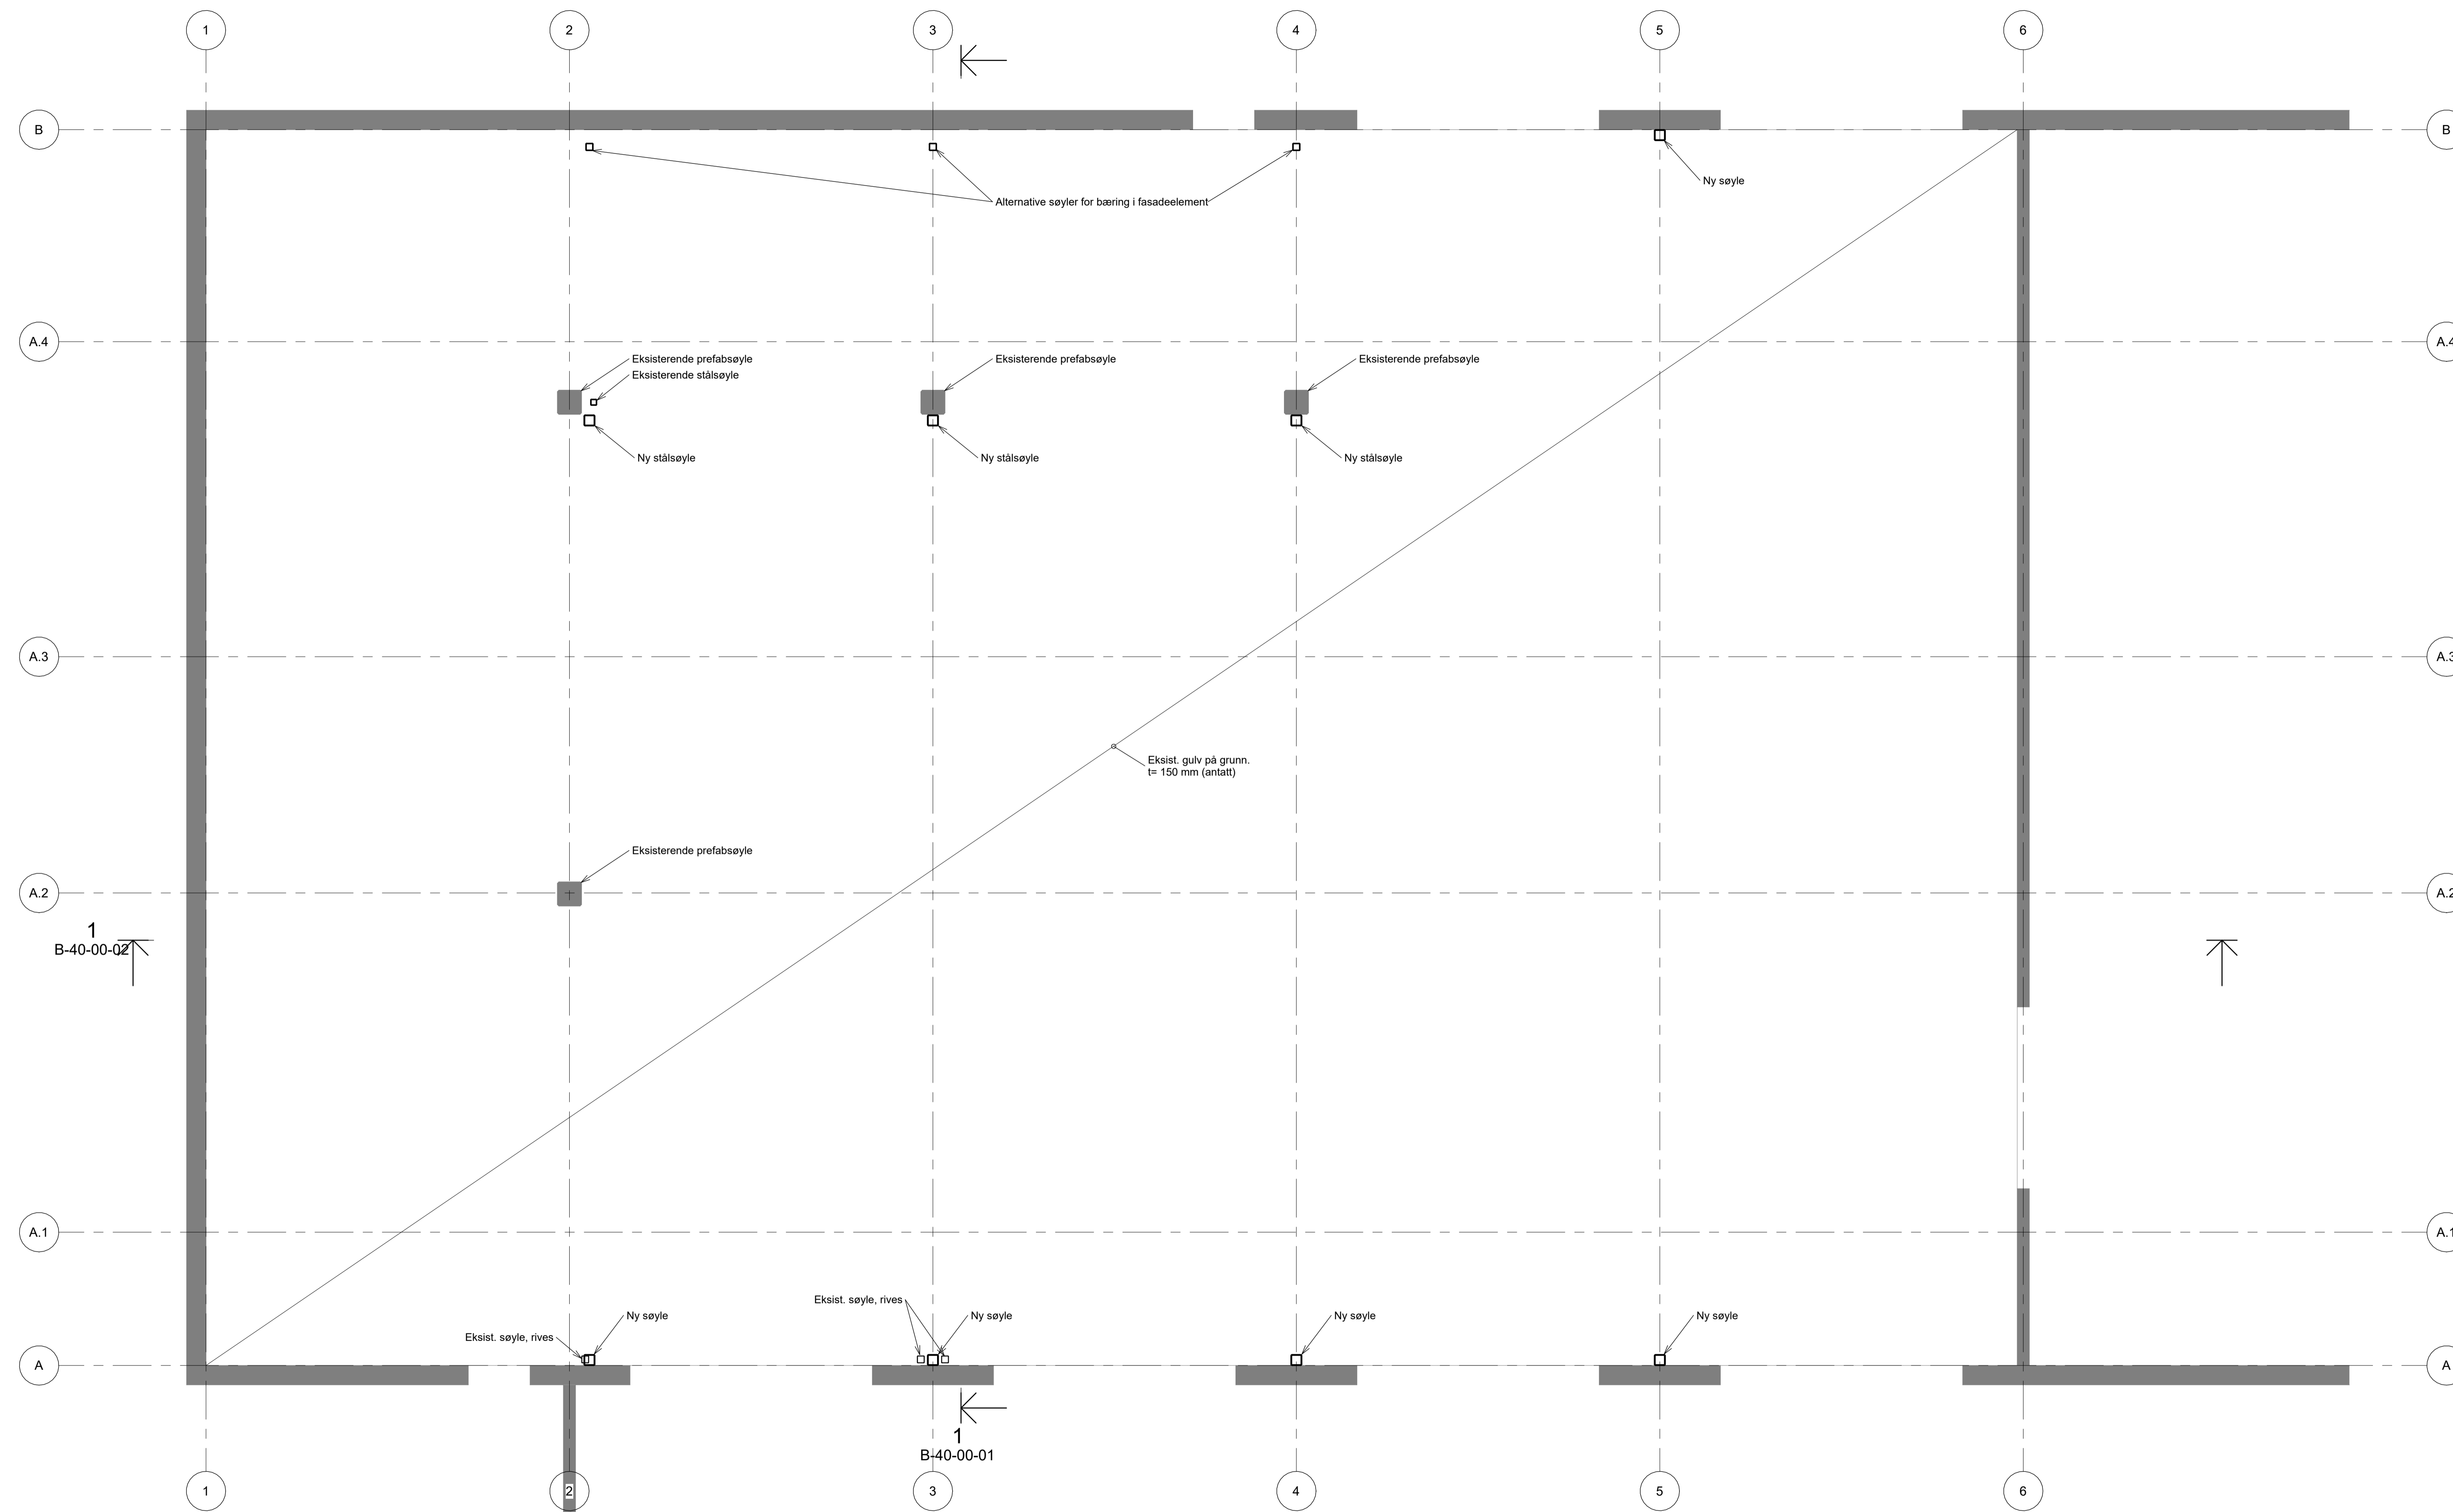 1
2
3
4
5
6
B
B
Ny søyle
Alternative søyler for bæring i fasadeelement
A.4
A.4
Eksisterende prefabsøyle
Eksisterende stålsøyle
Eksisterende prefabsøyle
Eksisterende prefabsøyle
Ny stålsøyle
Ny stålsøyle
Ny stålsøyle
A.3
A.3
Eksist. gulv på grunn.
t= 150 mm (antatt)
Eksisterende prefabsøyle
A.2
A.2
1
B-40-00-02
A.1
A.1
Eksist. søyle, rives
Ny søyle
Eksist. søyle, rives
Ny søyle
Ny søyle
Ny søyle
A
A
1
B-40-00-01
1
2
3
4
5
6